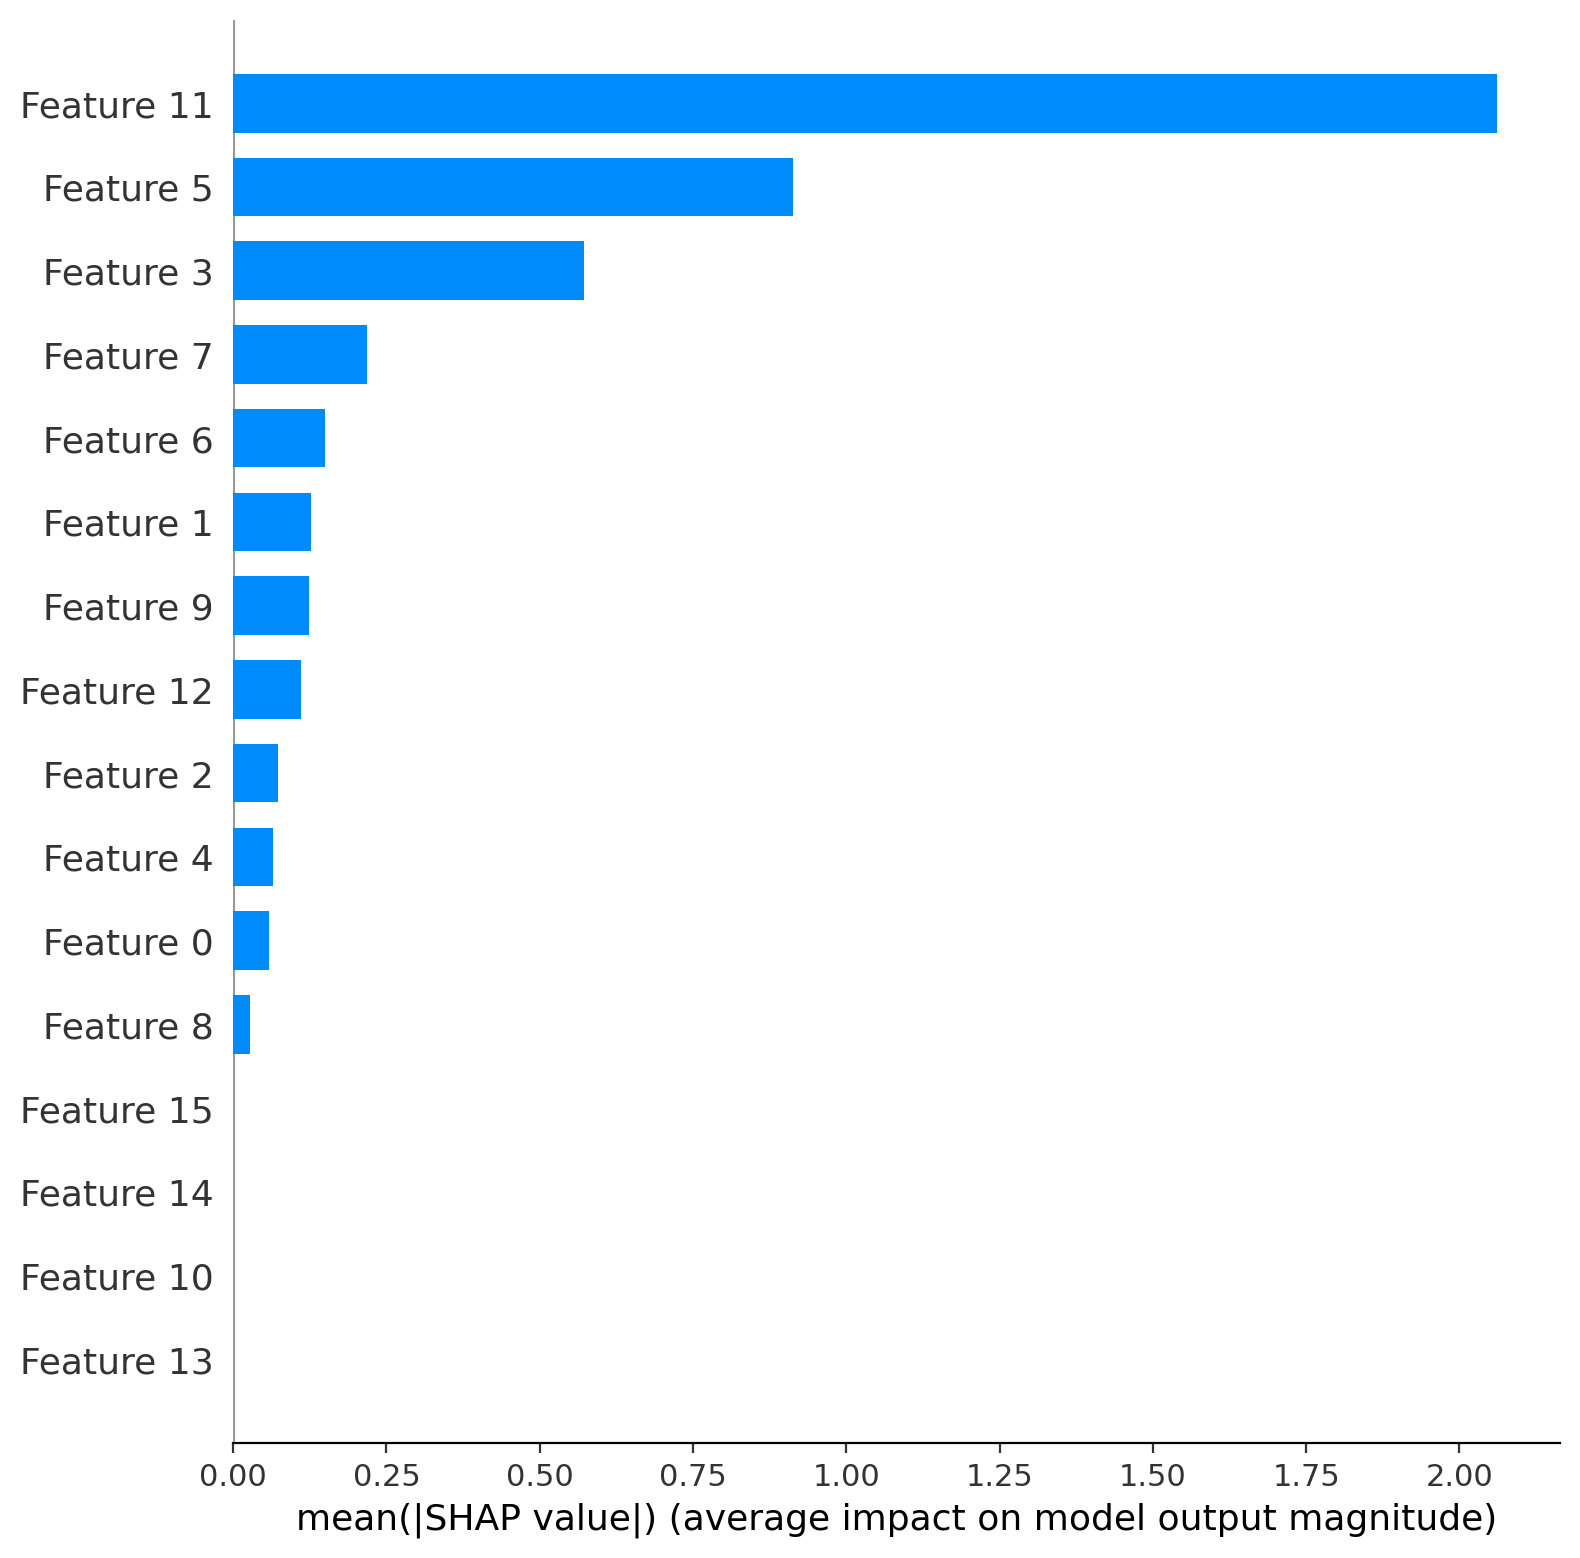 Feature 11
Feature 5
Feature 3
Feature 7
Feature 6
Feature 1
Feature 9
Feature 12
Feature 2
Feature 4
Feature 0
Feature 8
Feature 15
Feature 14
Feature 10
Feature 13
0.00 0.25 0.50 0.75 1.00 1.25 1.50 1.75 2.00
mean(|SHAP value|) (average impact on model output magnitude)